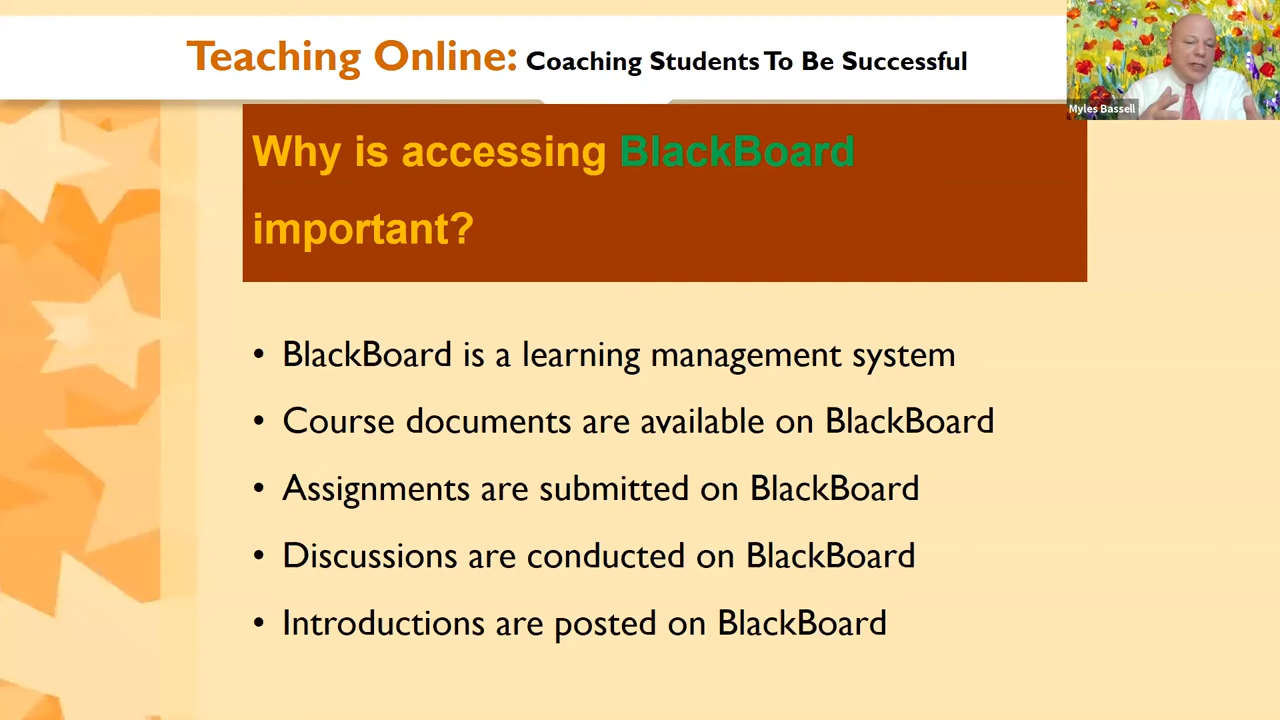 Teaching Online: Coaching Students To Be Successful
Myles Bassell
Why is accessing BlackBoard
important?
• BlackBoard is a learning management system
• Course documents are available on BlackBoard
• Assignments are submitted on BlackBoard
• Discussions are conducted on BlackBoard
• Introductions are posted on BlackBoard